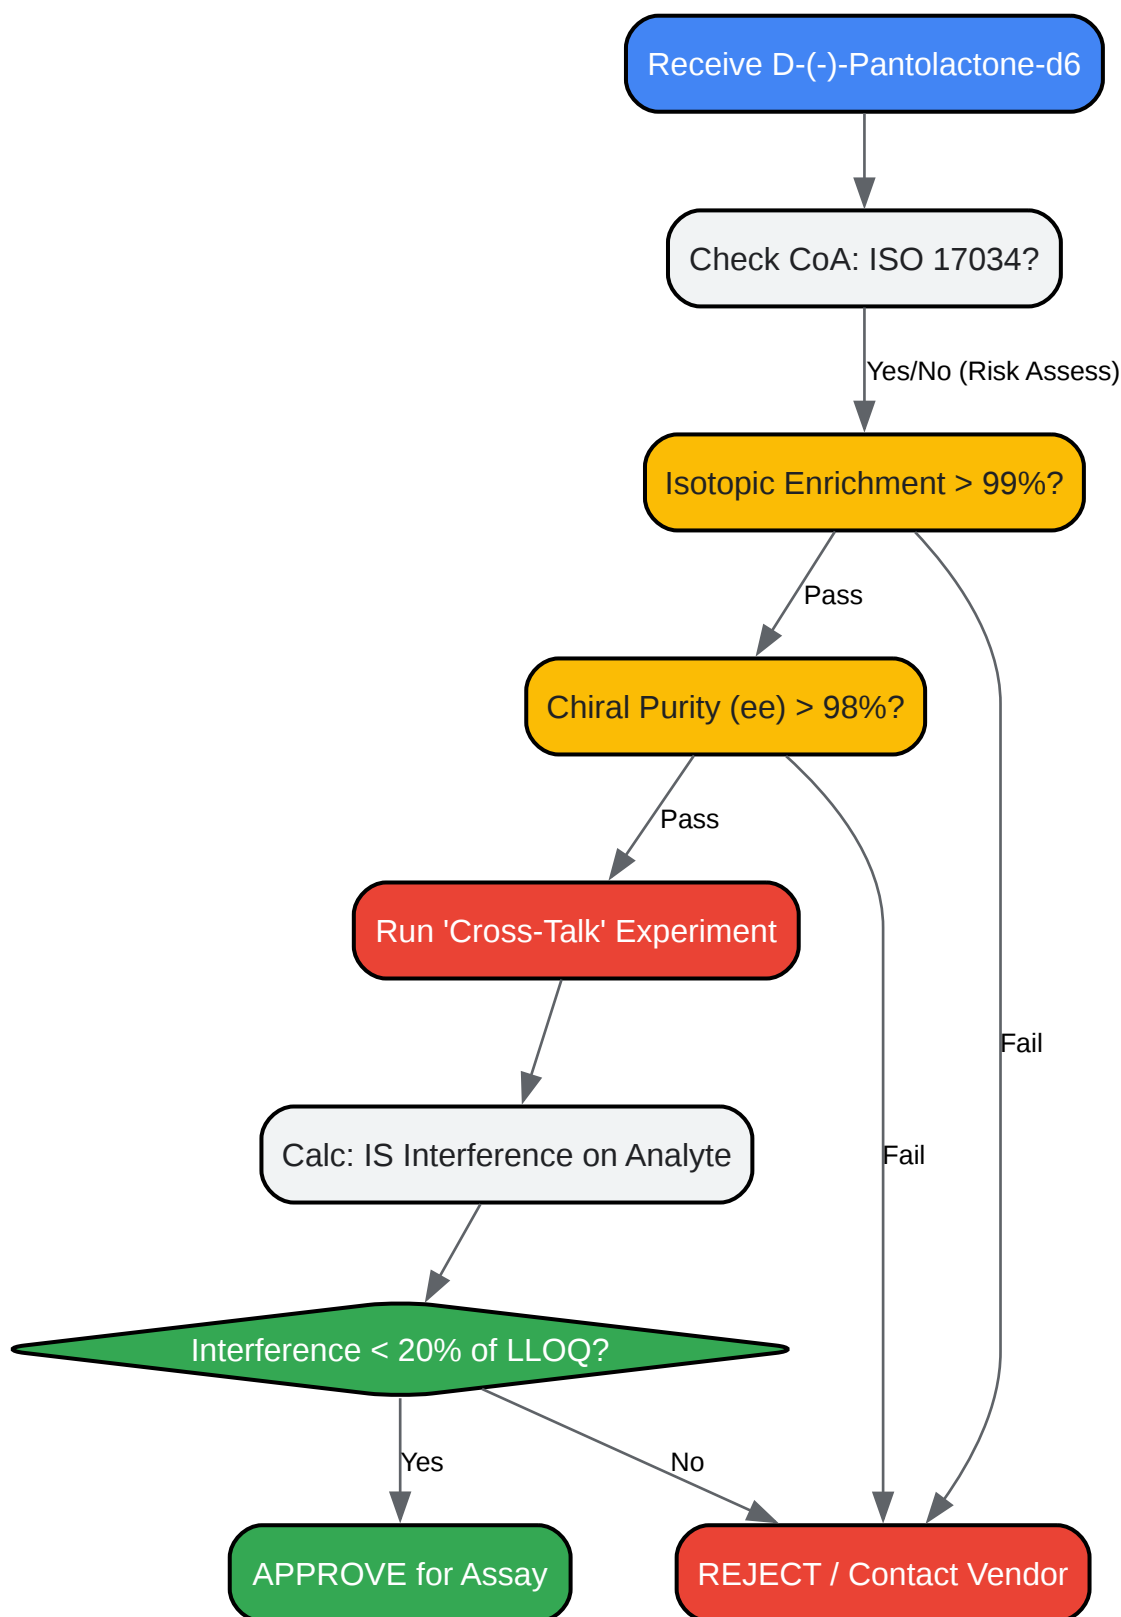 Receive D-(-)-Pantolactone-d6
Check CoA: ISO 17034?
Yes/No (Risk Assess)
Isotopic Enrichment > 99%?
Pass
Chiral Purity (ee) > 98%?
Pass
Run 'Cross-Talk' Experiment
Fail
Calc: IS Interference on Analyte
Fail
Interference < 20% of LLOQ?
Yes
No
APPROVE for Assay
REJECT / Contact Vendor